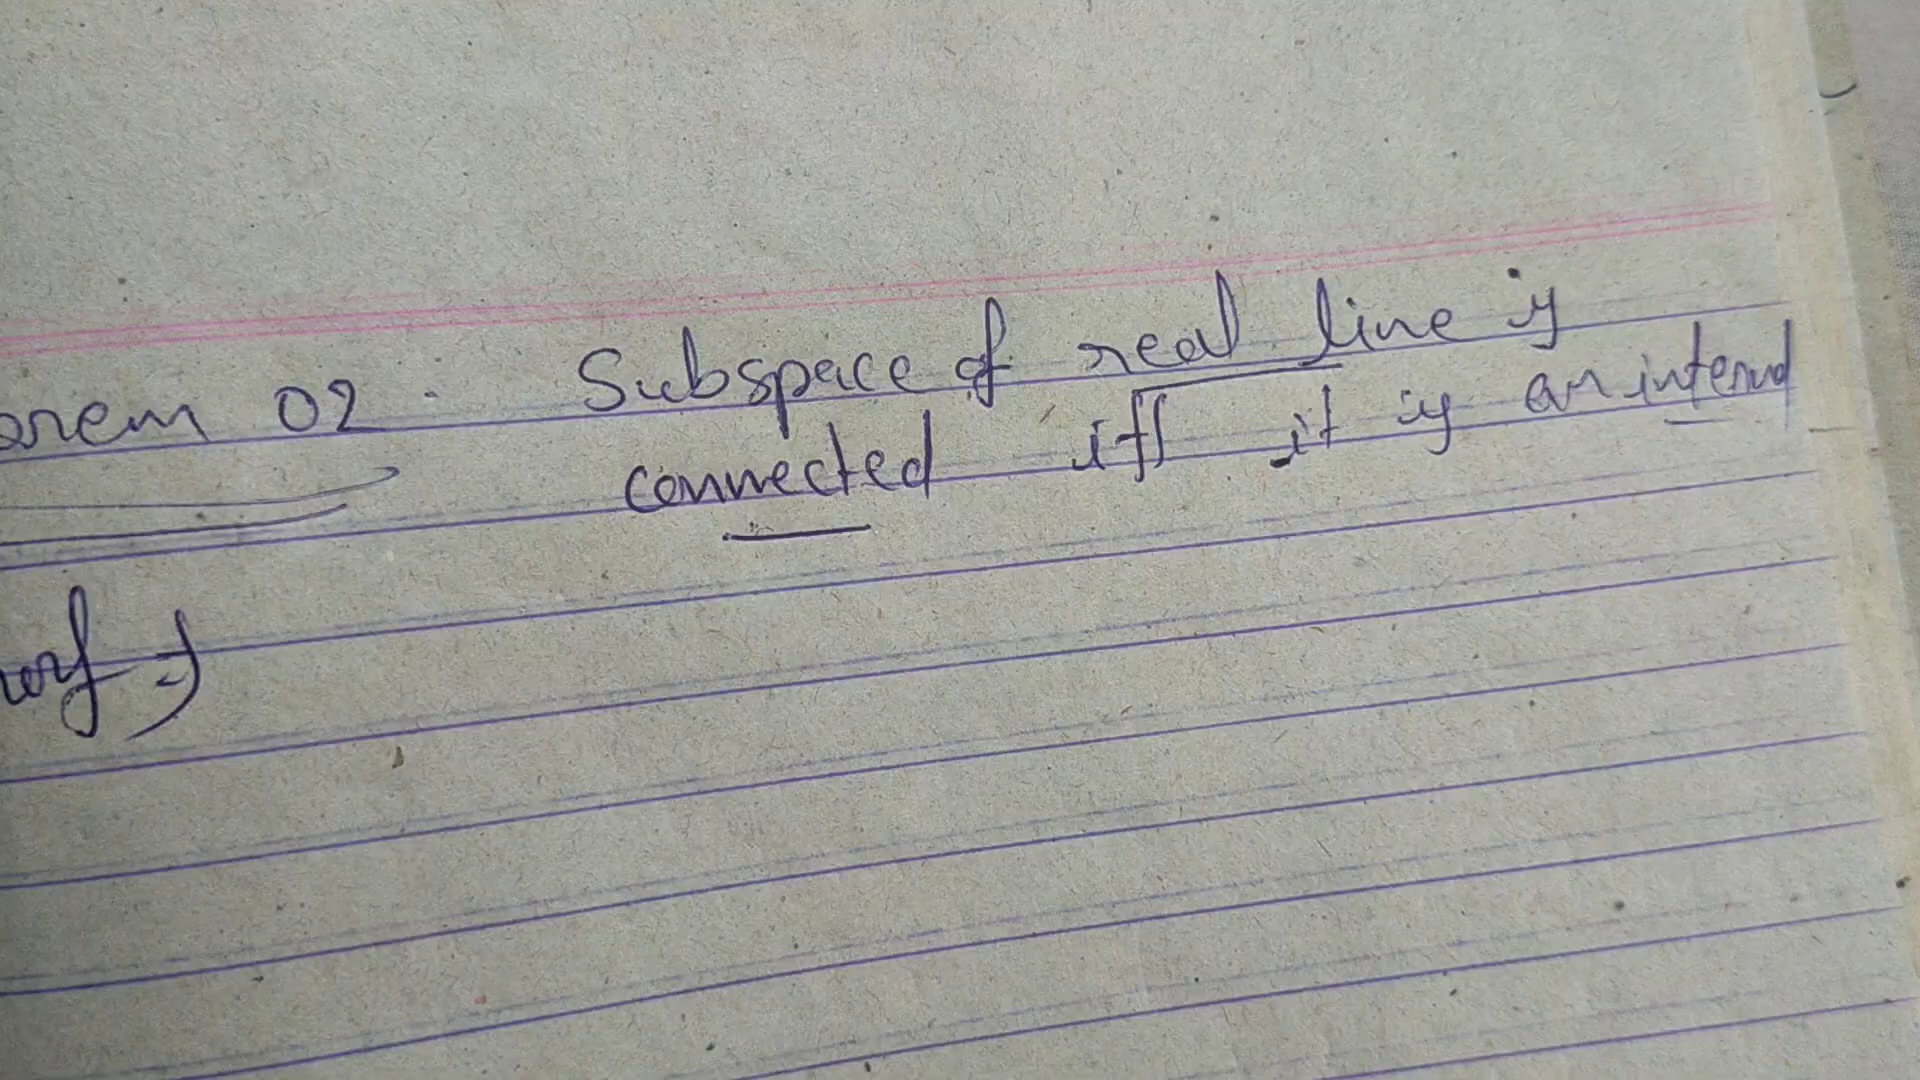 orem 02. Subspace of real line is
connected iff it is an interval
oof ⇒